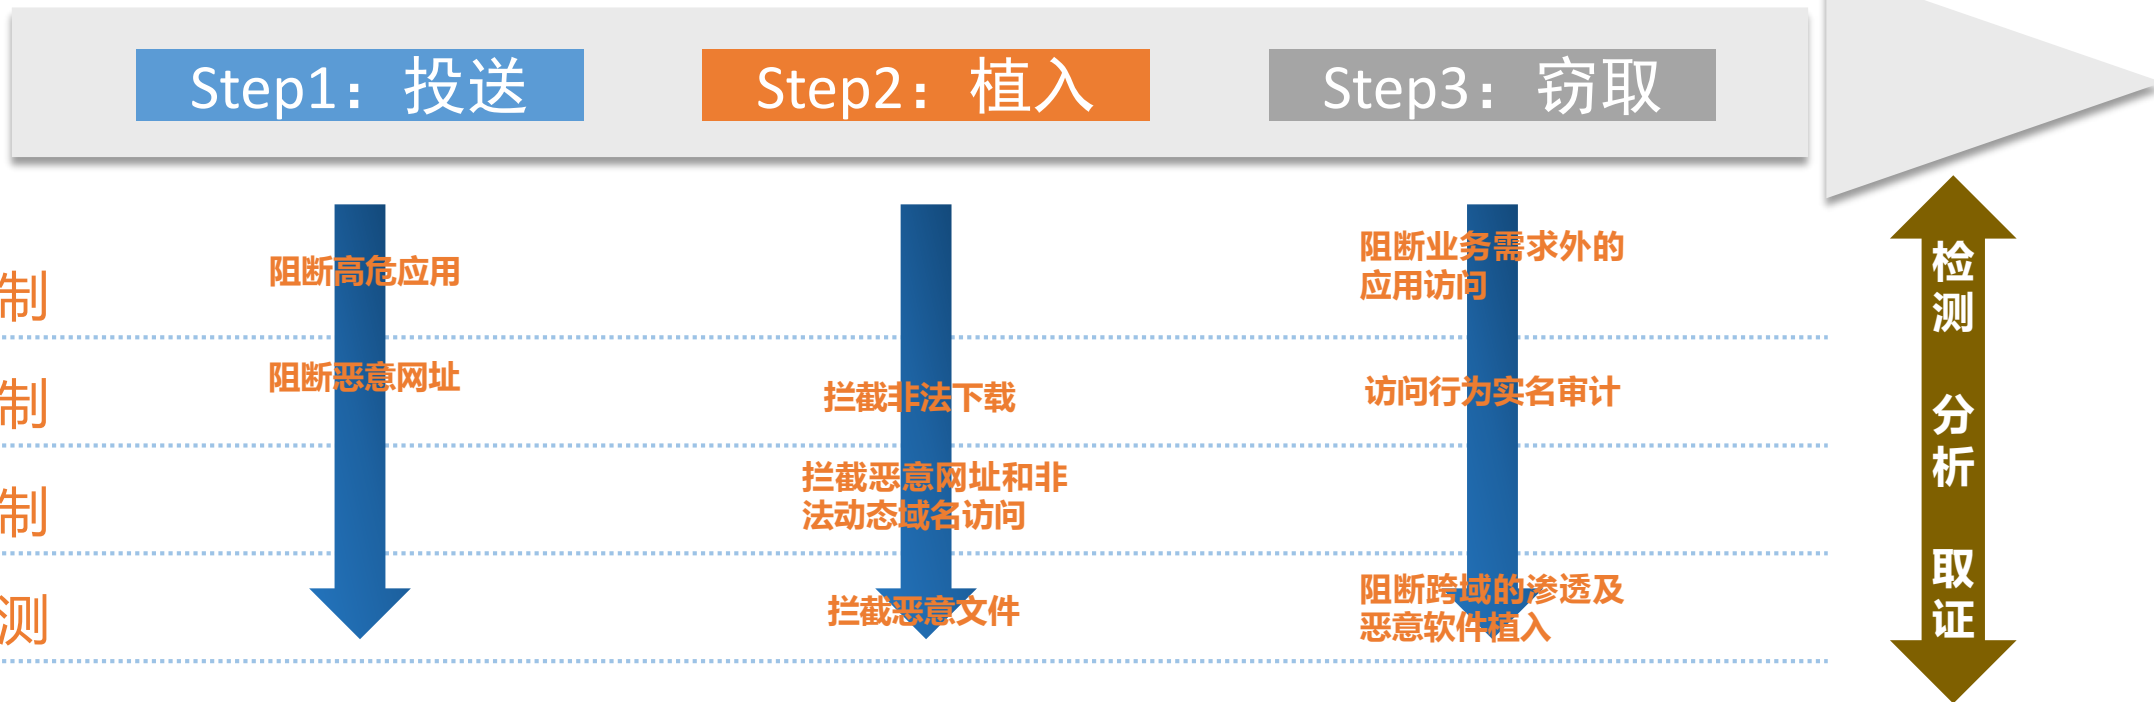 Step1：投送
Step2：植入
Step3：窃取
制
阻断高危应用
阻断业务需求外的
应用访问
制
阻断恶意网址
拦截非法下载
访问行为实名审计
制
拦截恶意网址和非
法动态域名访问
测
拦截恶意文件
阻断跨域的渗透及
恶意软件植入
检
测
分
析
取
证